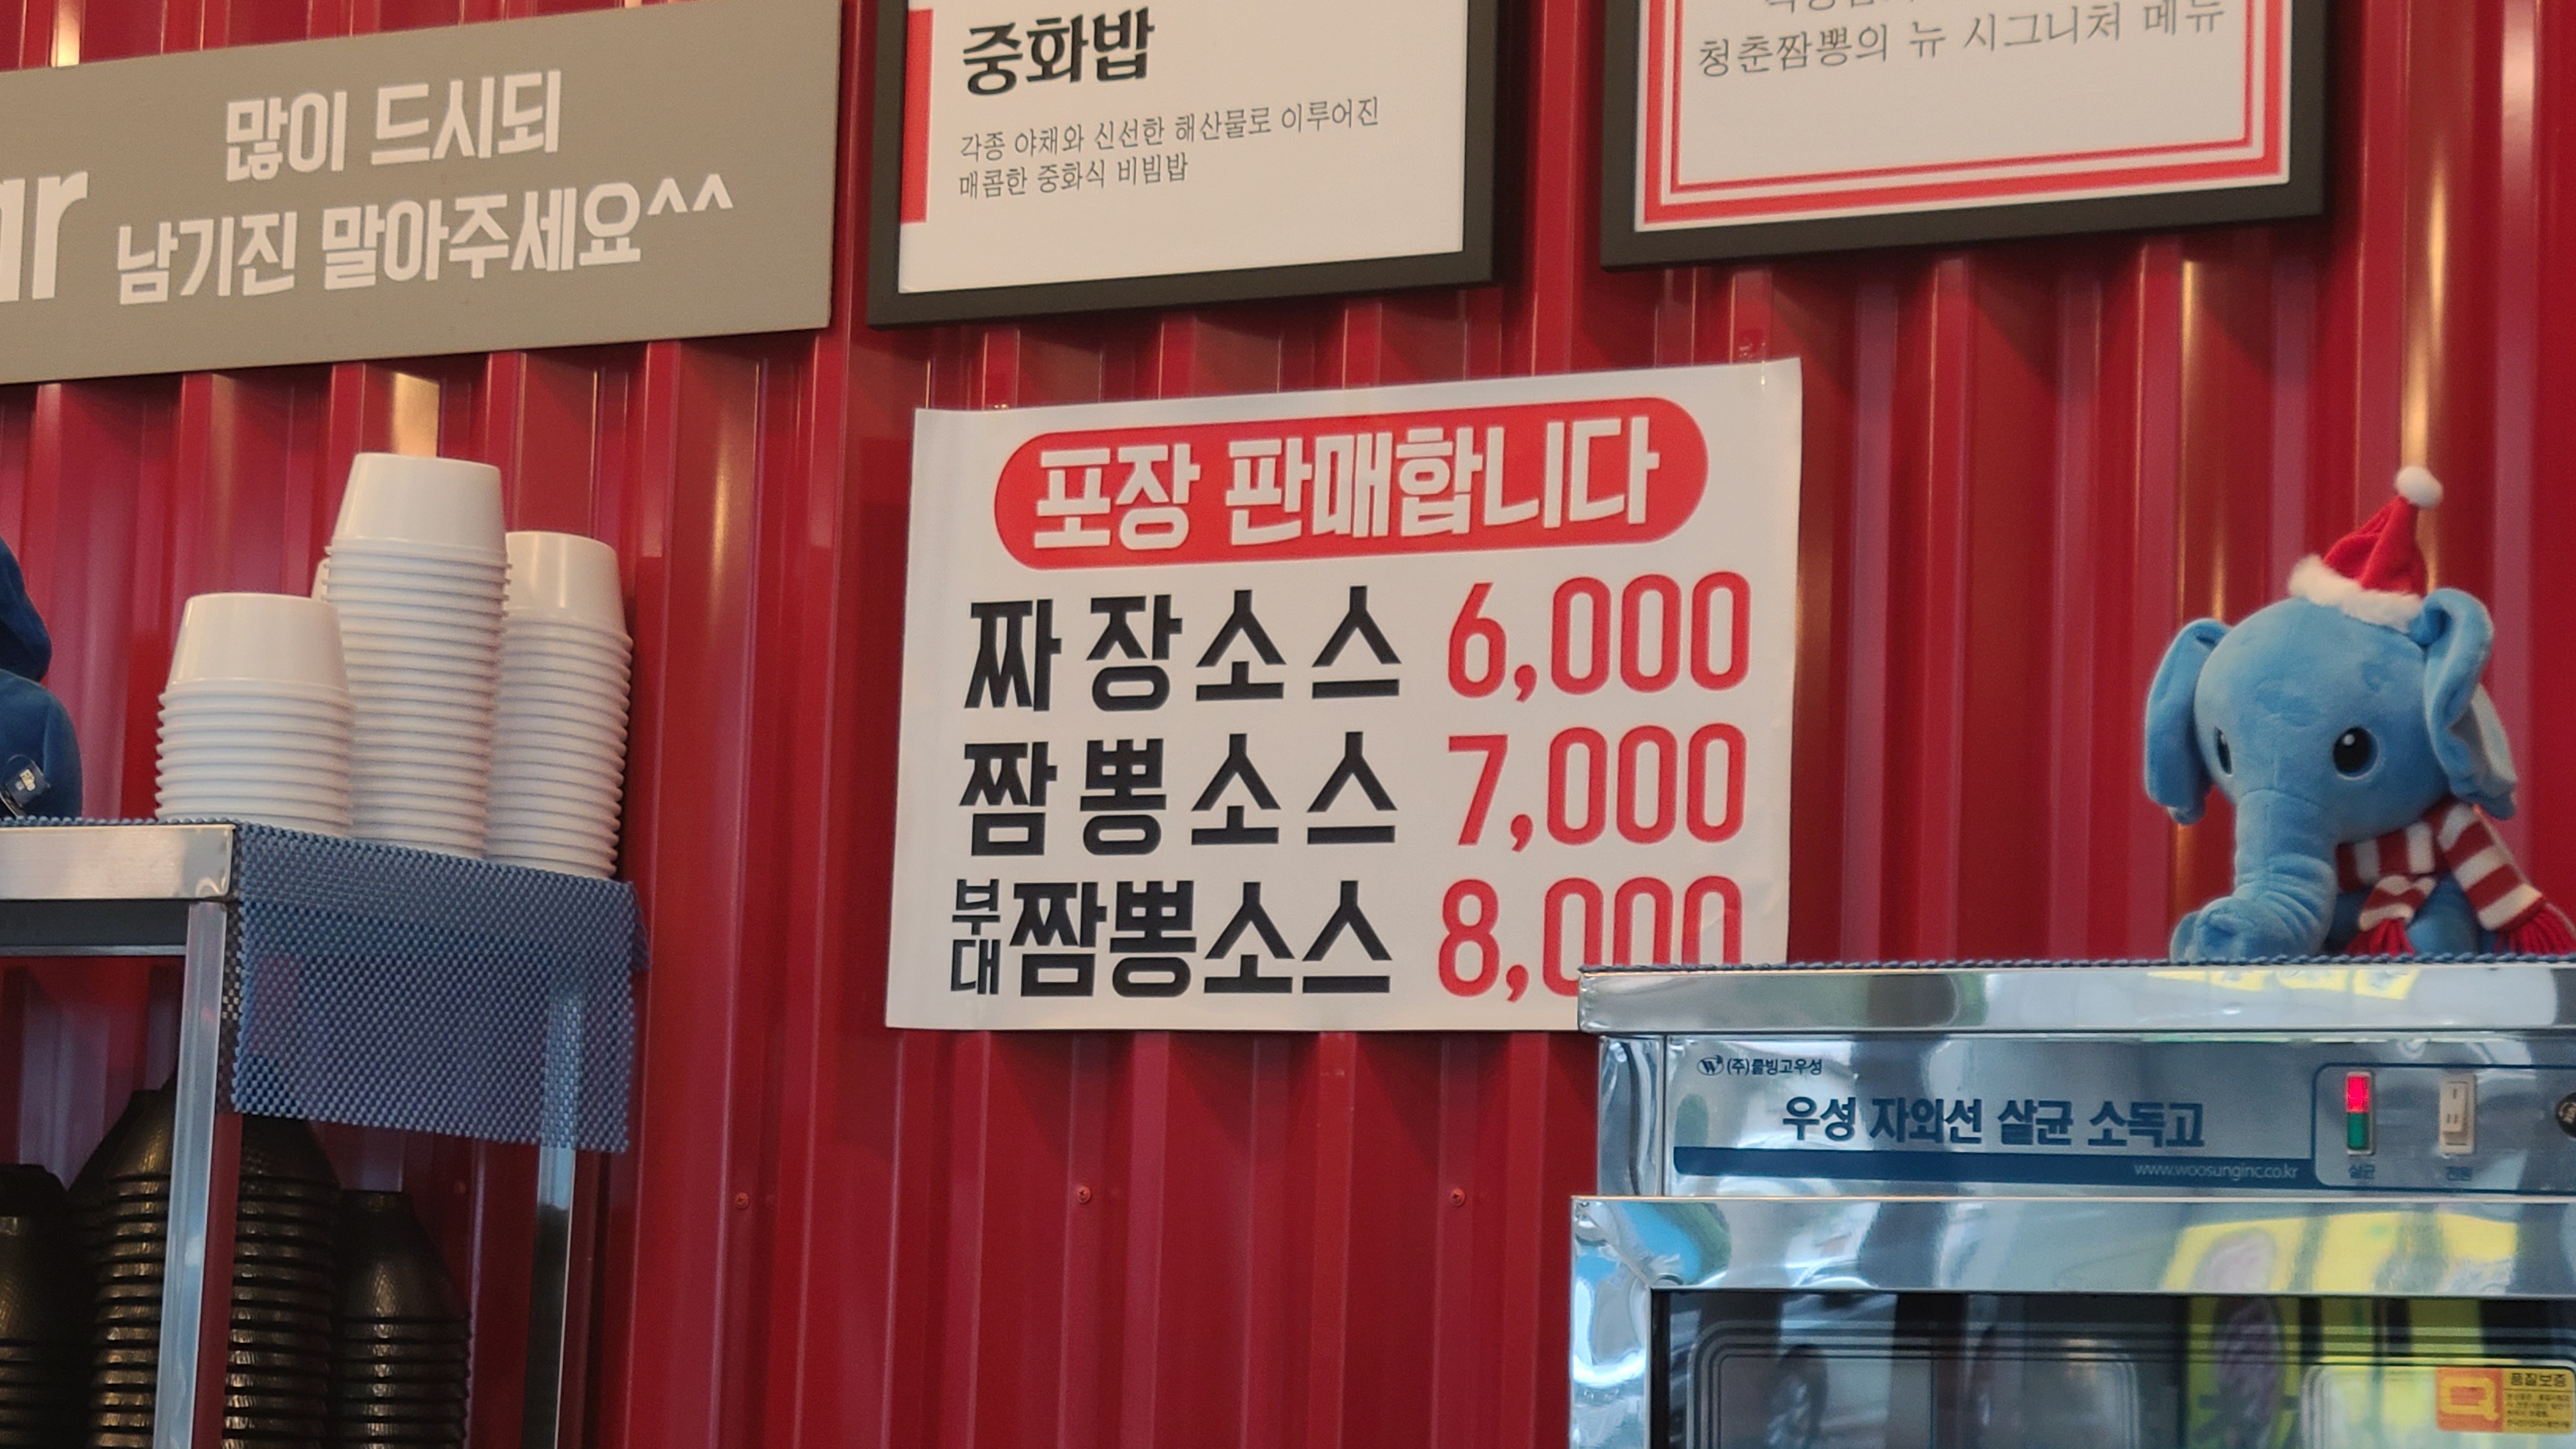 많이 드시되
남기진 말아주세요^^
중화밥
각종 야채와 신선한 해산물로 이루어진
매콤한 중화식 비빔밥
청춘짬뽕의 뉴 시그니처 메뉴
포장 판매합니다
짜장소스 6,000
짬뽕소스 7,000
부대짬뽕소스 8,000
(주)룸빙고우성
우성 자외선 살균 소독고
www.woosunginc.co.kr
살균 전원
품질보증